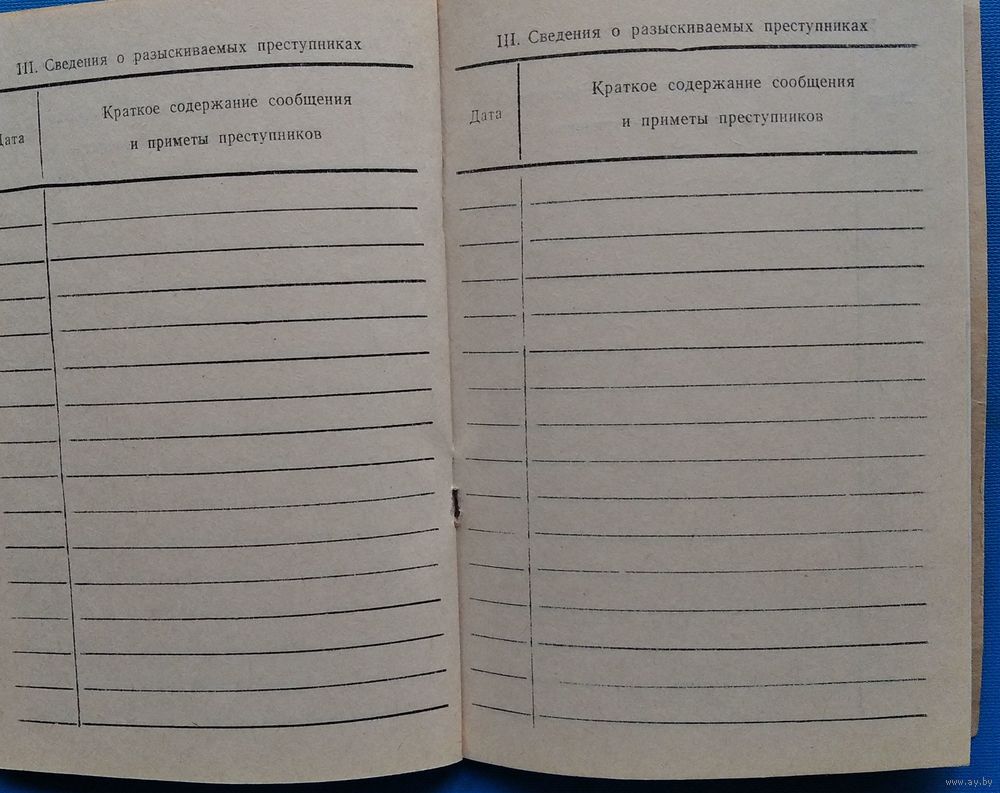 III. Сведения о разыскиваемых преступниках
Дата
Краткое содержание сообщения
и приметы преступников
III. Сведения о разыскиваемых преступниках
Дата
Краткое содержание сообщения
и приметы преступников
www.ay.by